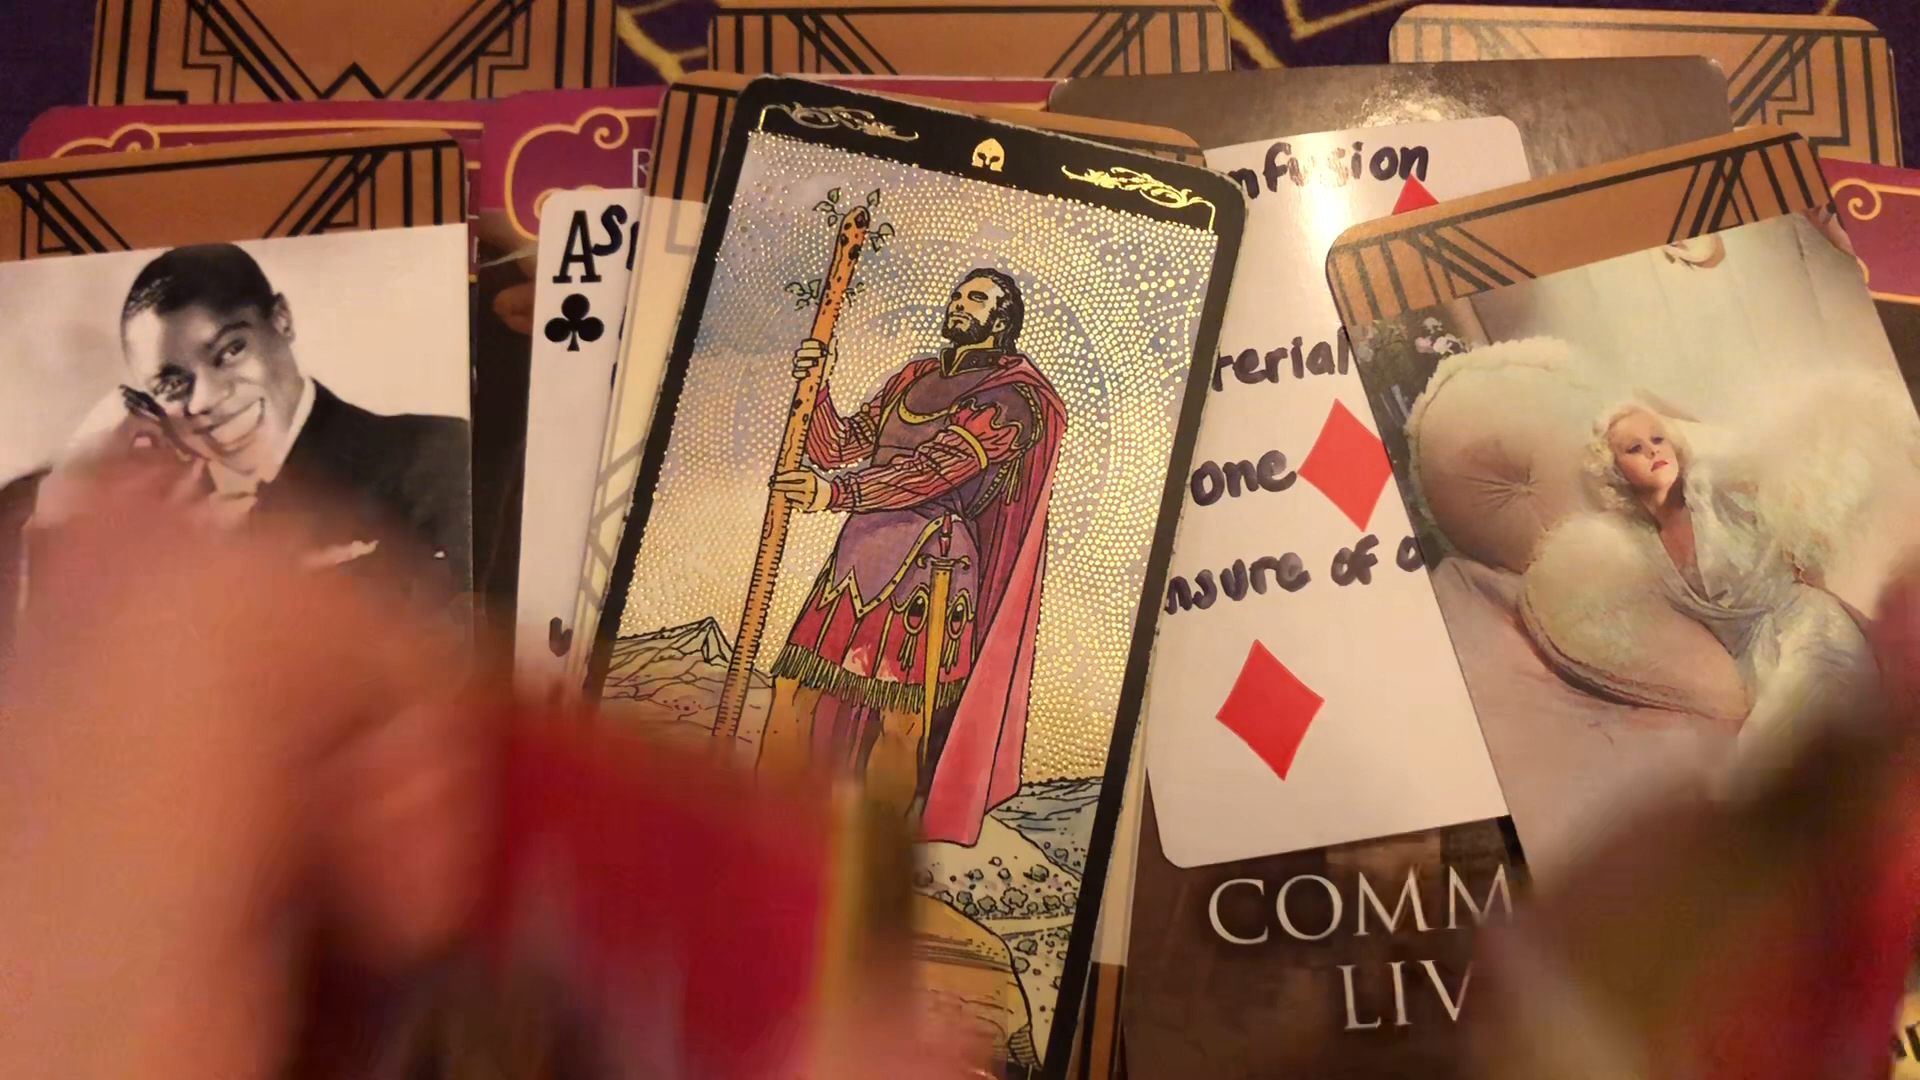 R
A
nfusion
terial
one
nsure of o
COMM
LIV